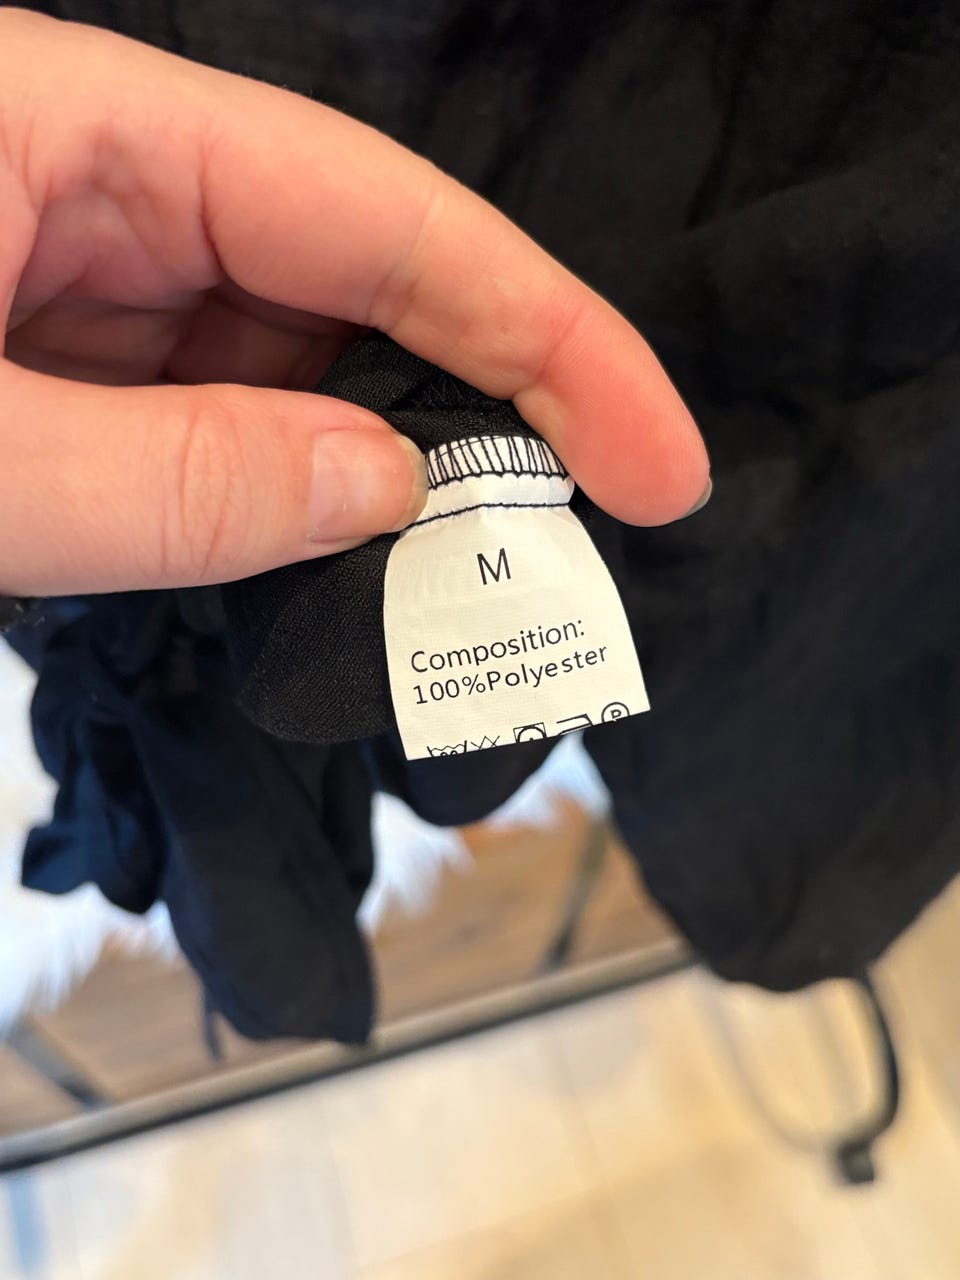 M
Composition:
100%Polyester
P